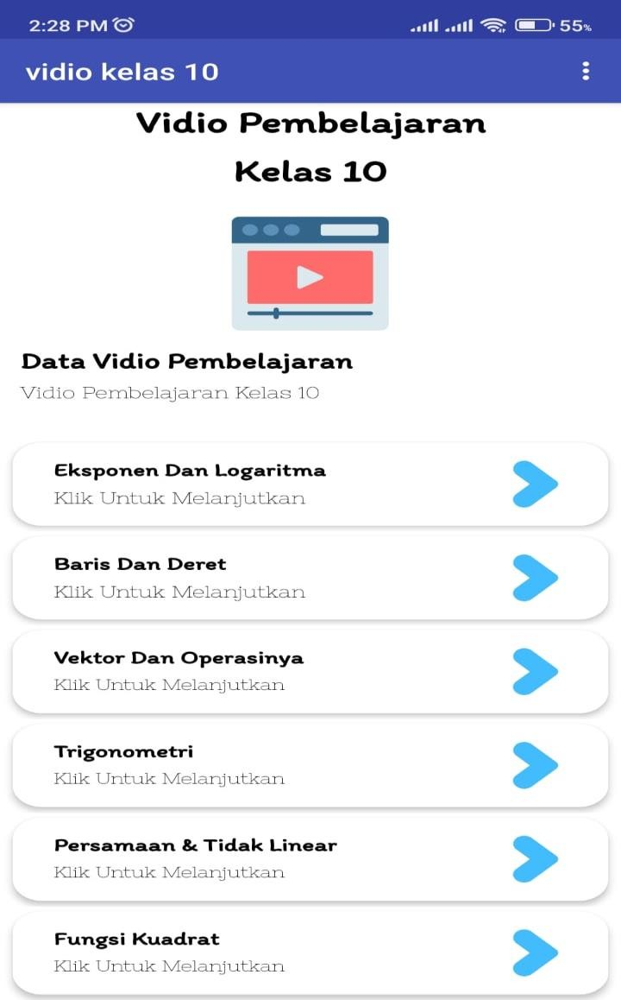 2:28 PM 55%
vidio kelas 10
Vidio Pembelajaran
Kelas 10
Data Vidio Pembelajaran
Vidio Pembelajaran Kelas 10
Eksponen Dan Logaritma
Klik Untuk Melanjutkan
Baris Dan Deret
Klik Untuk Melanjutkan
Vektor Dan Operasinya
Klik Untuk Melanjutkan
Trigonometri
Klik Untuk Melanjutkan
Persamaan & Tidak Linear
Klik Untuk Melanjutkan
Fungsi Kuadrat
Klik Untuk Melanjutkan